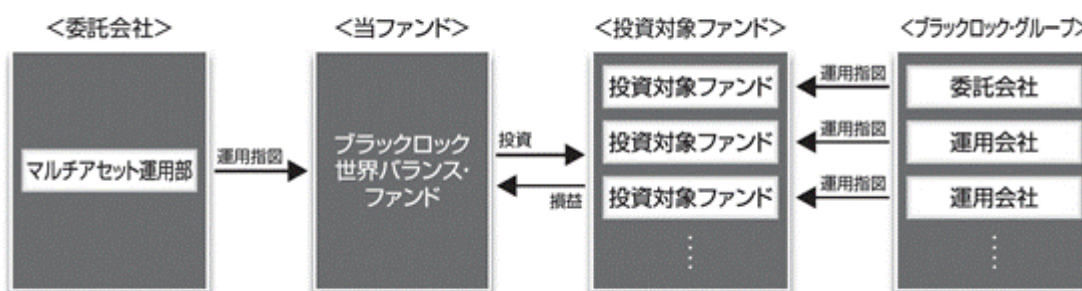 <委託会社>
<当ファンド>
<投資対象ファンド>
<ブラックロック・グループ>
マルチアセット運用部
運用指図
ブラックロック
世界バランス・
ファンド
投資
損益
投資対象ファンド
運用指図
委託会社
投資対象ファンド
運用指図
運用会社
投資対象ファンド
運用指図
運用会社